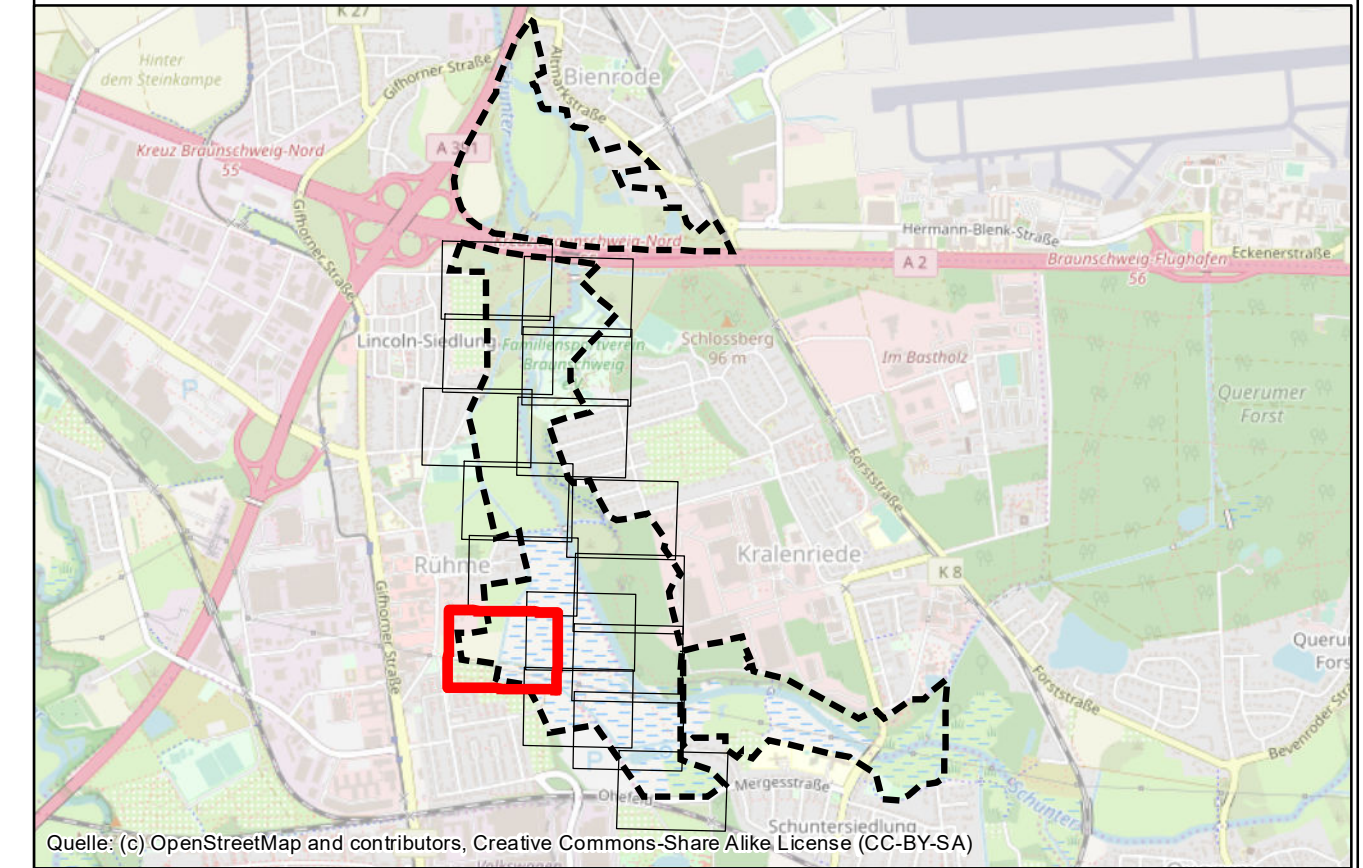 K 27
Hinter
dem Steinkampe
Gifhorner Straße
Altmarkstraße
Bienrode
Schunter
A 391
Kreuz Braunschweig-Nord
55
Gifhorner Straße
Kreuz Braunschweig-Nord
Hermann-Blenk-Straße
A 2
Braunschweig-Flughafen
56
Eckenerstraße
Lincoln-Siedlung
Familiensportverein
Braunschweig
Schlossberg
96 m
Im Bastholz
Querumer
Forst
P
Forststraße
Rühme
Kralenriede
K 8
Gifhorner Straße
Forststraße
Bevenroder
P
Ohefeld
Mergesstraße
Schunter
Schuntersiedlung
Quelle: (c) OpenStreetMap and contributors, Creative Commons-Share Alike License (CC-BY-SA)
Volkswagen